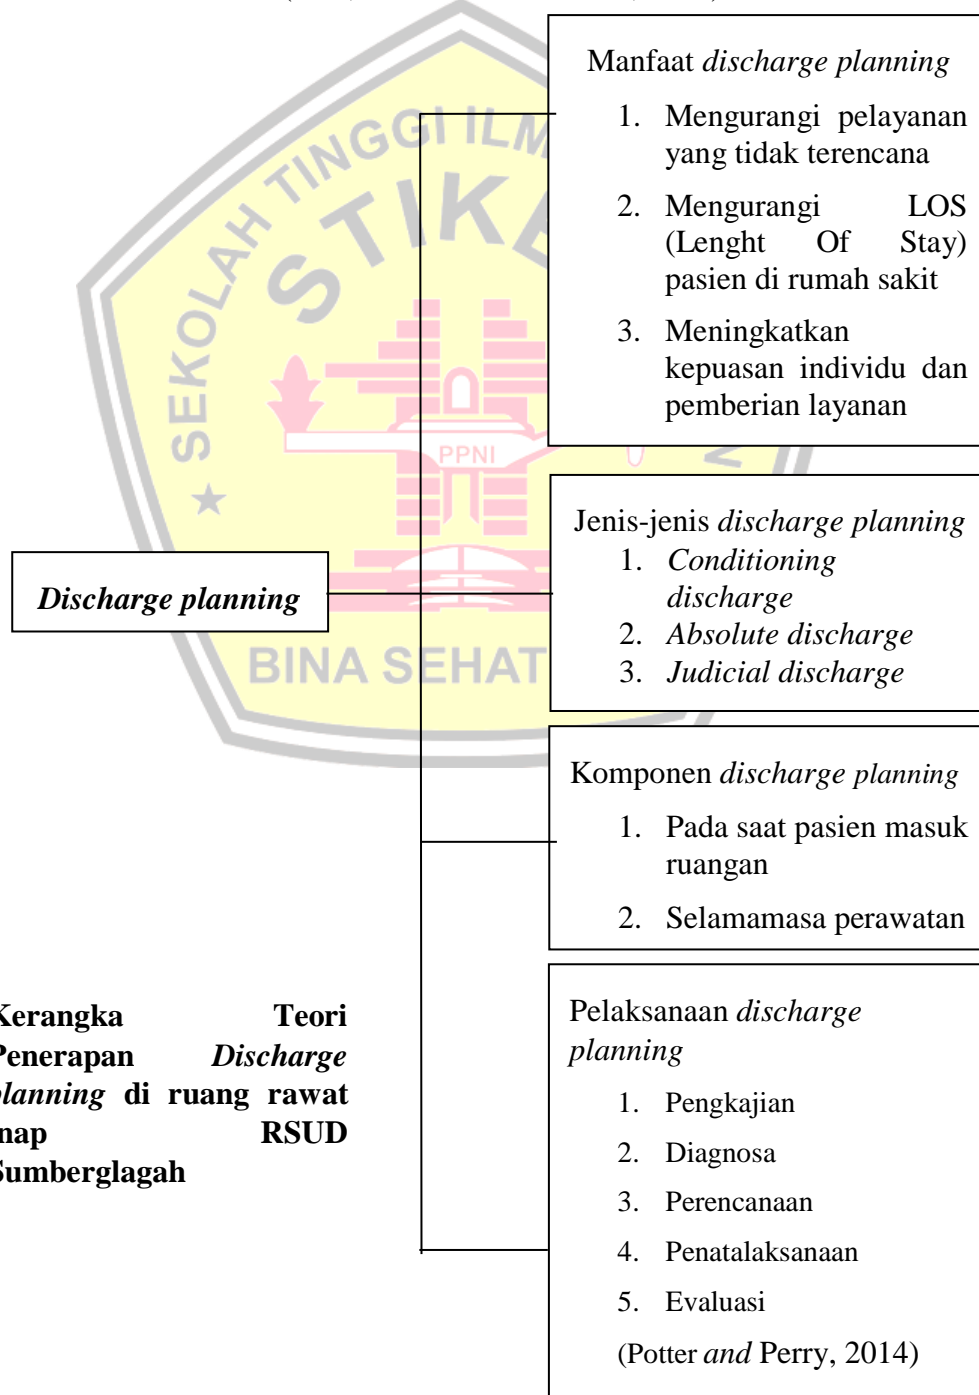 Manfaat discharge planning
1. Mengurangi pelayanan
yang tidak terencana
2. Mengurangi LOS
(Lenght Of Stay)
pasien di rumah sakit
3. Meningkatkan
kepuasan individu dan
pemberian layanan
Jenis-jenis discharge planning
1. Conditioning
discharge
2. Absolute discharge
3. Judicial discharge
Discharge planning
Komponen discharge planning
1. Pada saat pasien masuk
ruangan
2. Selamamasa perawatan
Kerangka Teori
Penerapan Discharge
planning di ruang rawat
inap RSUD
Sumberglagah
Pelaksanaan discharge
planning
1. Pengkajian
2. Diagnosa
3. Perencanaan
4. Penatalaksanaan
5. Evaluasi
(Potter and Perry, 2014)
SEKOLAH TINGGI
STIKE
PPNI
BINA SEHAT